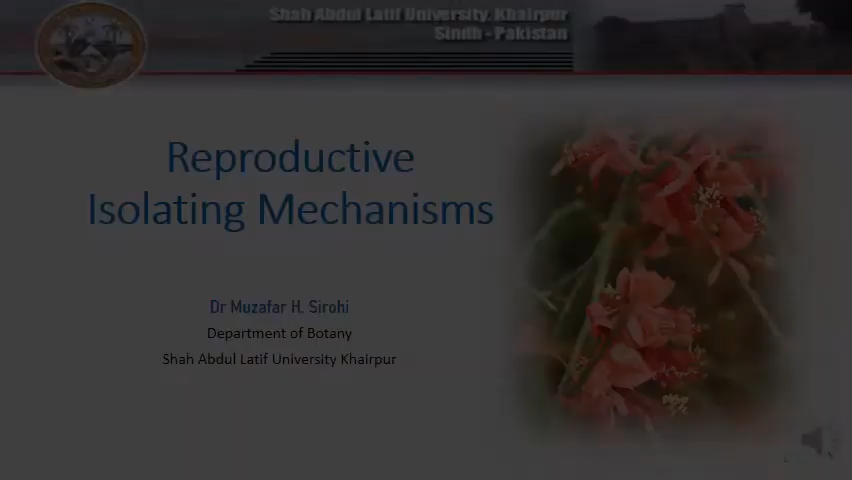 Shah Abdul Latif University, Khairpur
Sindh - Pakistan
Reproductive
Isolating Mechanisms
Dr Muzafar H. Sirohi
Department of Botany
Shah Abdul Latif University Khairpur